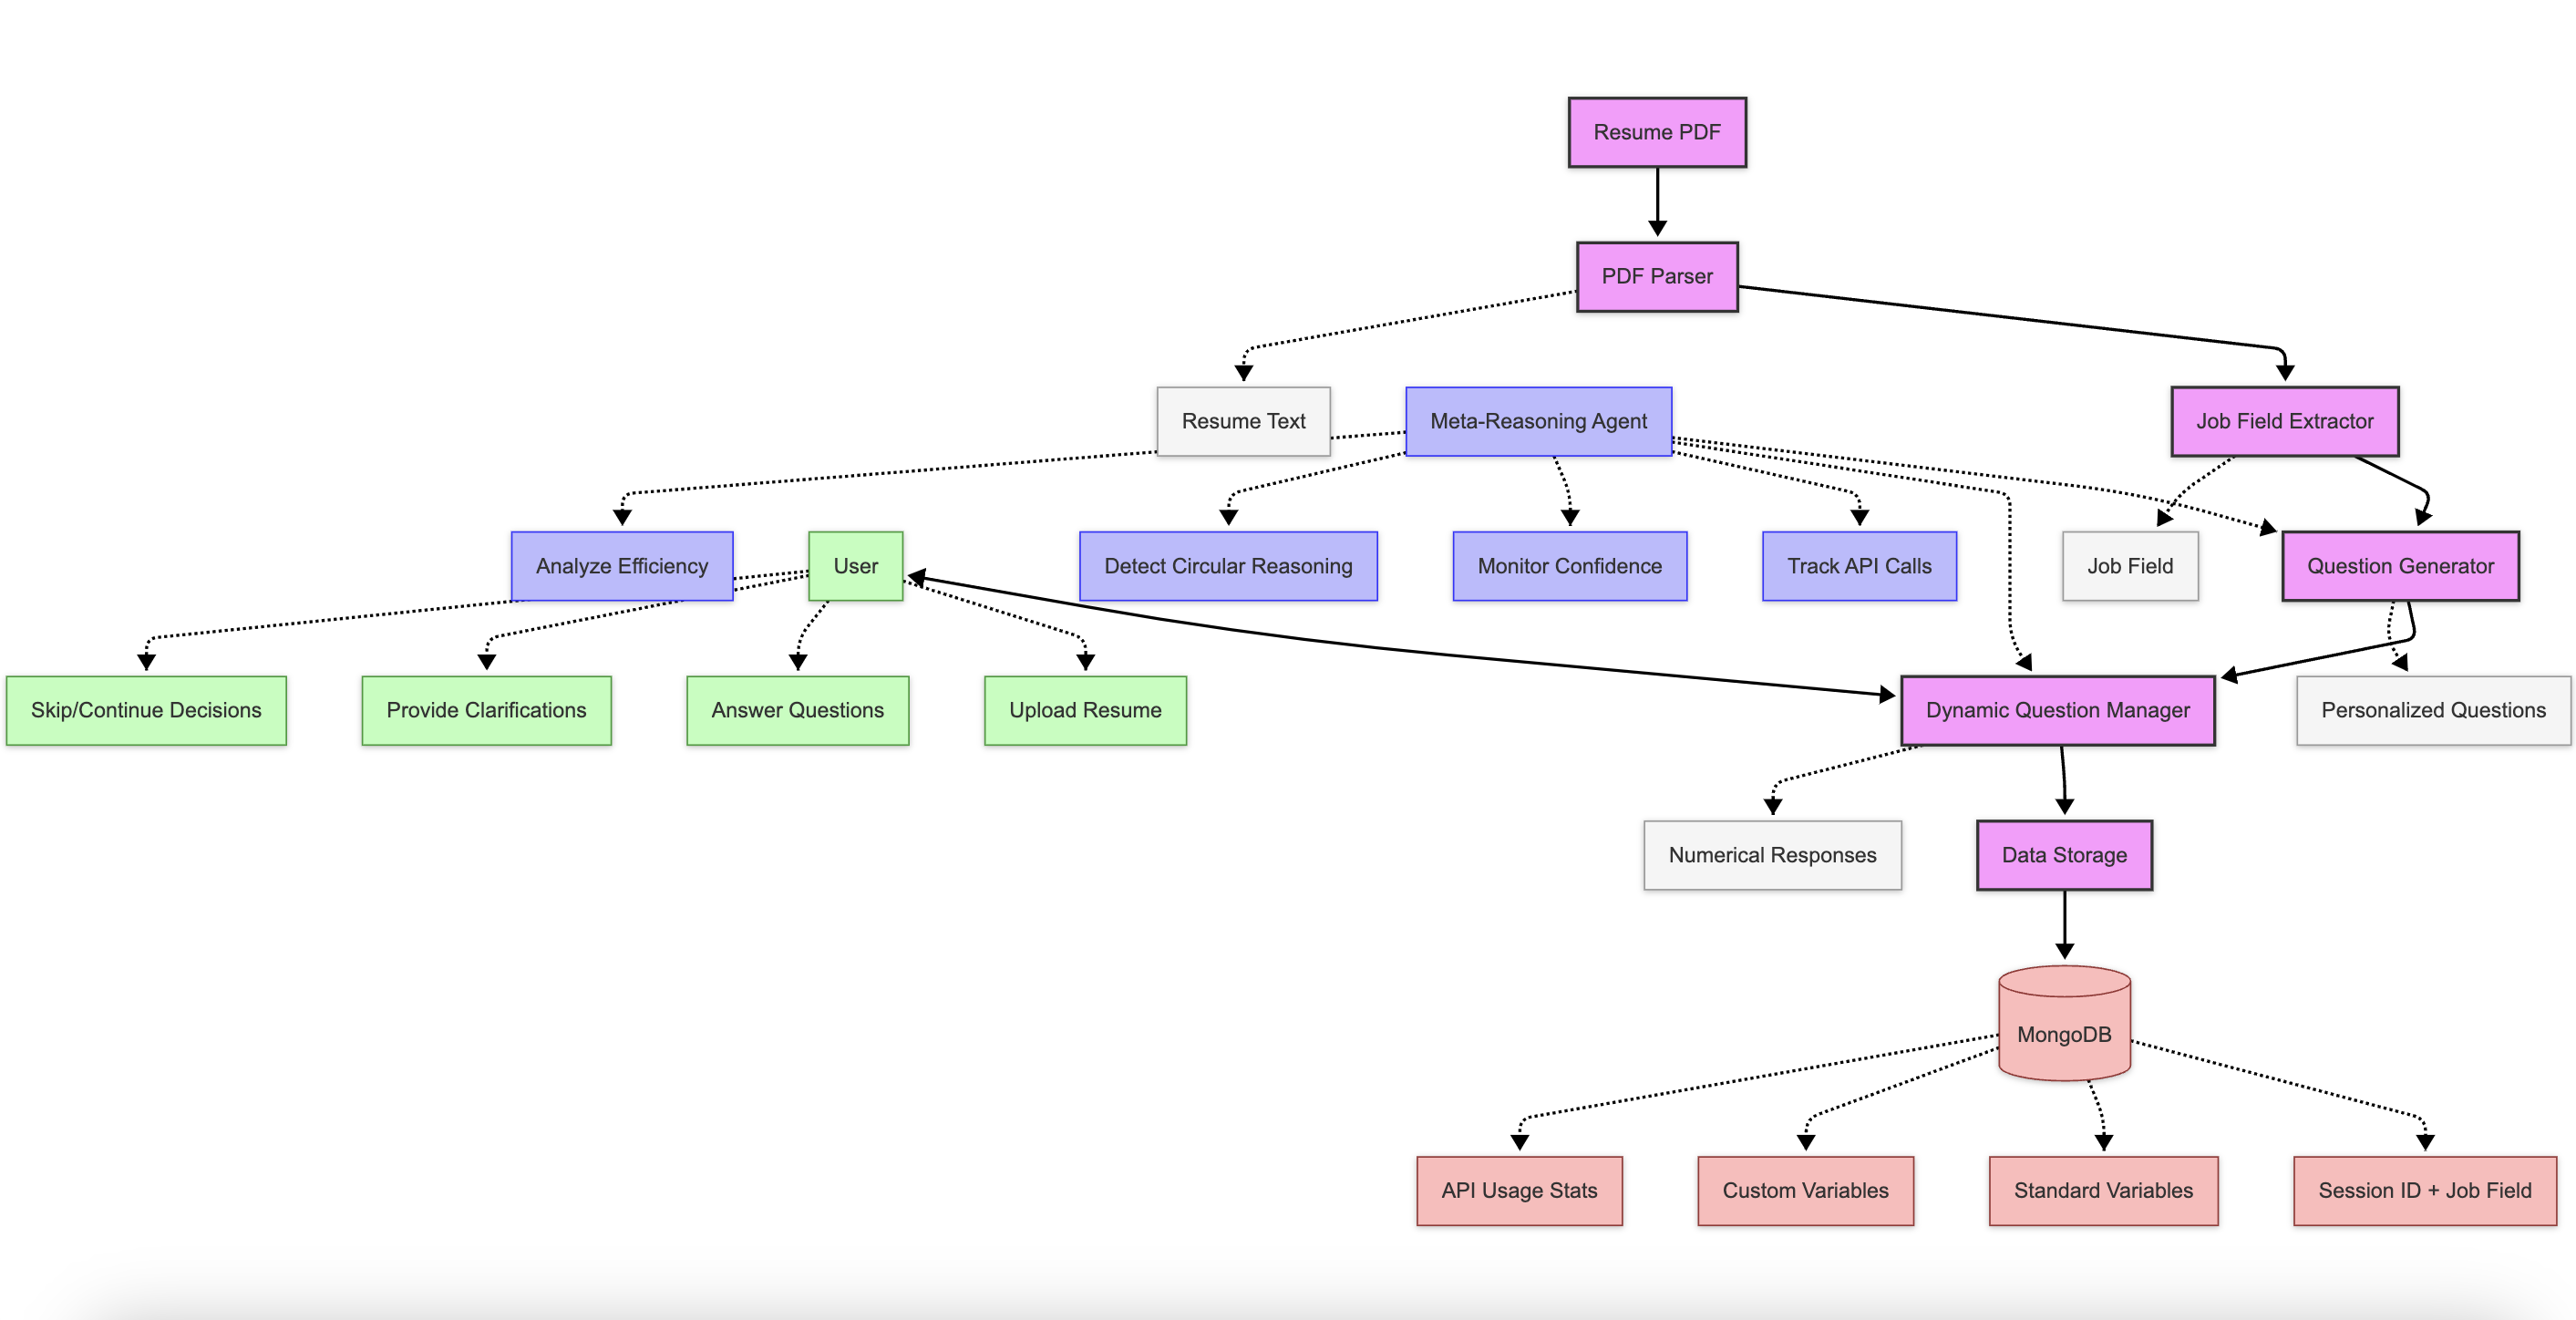 Resume PDF
PDF Parser
Resume Text
Meta-Reasoning Agent
Job Field Extractor
Analyze Efficiency
User
Detect Circular Reasoning
Monitor Confidence
Track API Calls
Job Field
Question Generator
Skip/Continue Decisions
Provide Clarifications
Answer Questions
Upload Resume
Dynamic Question Manager
Personalized Questions
Numerical Responses
Data Storage
MongoDB
API Usage Stats
Custom Variables
Standard Variables
Session ID + Job Field